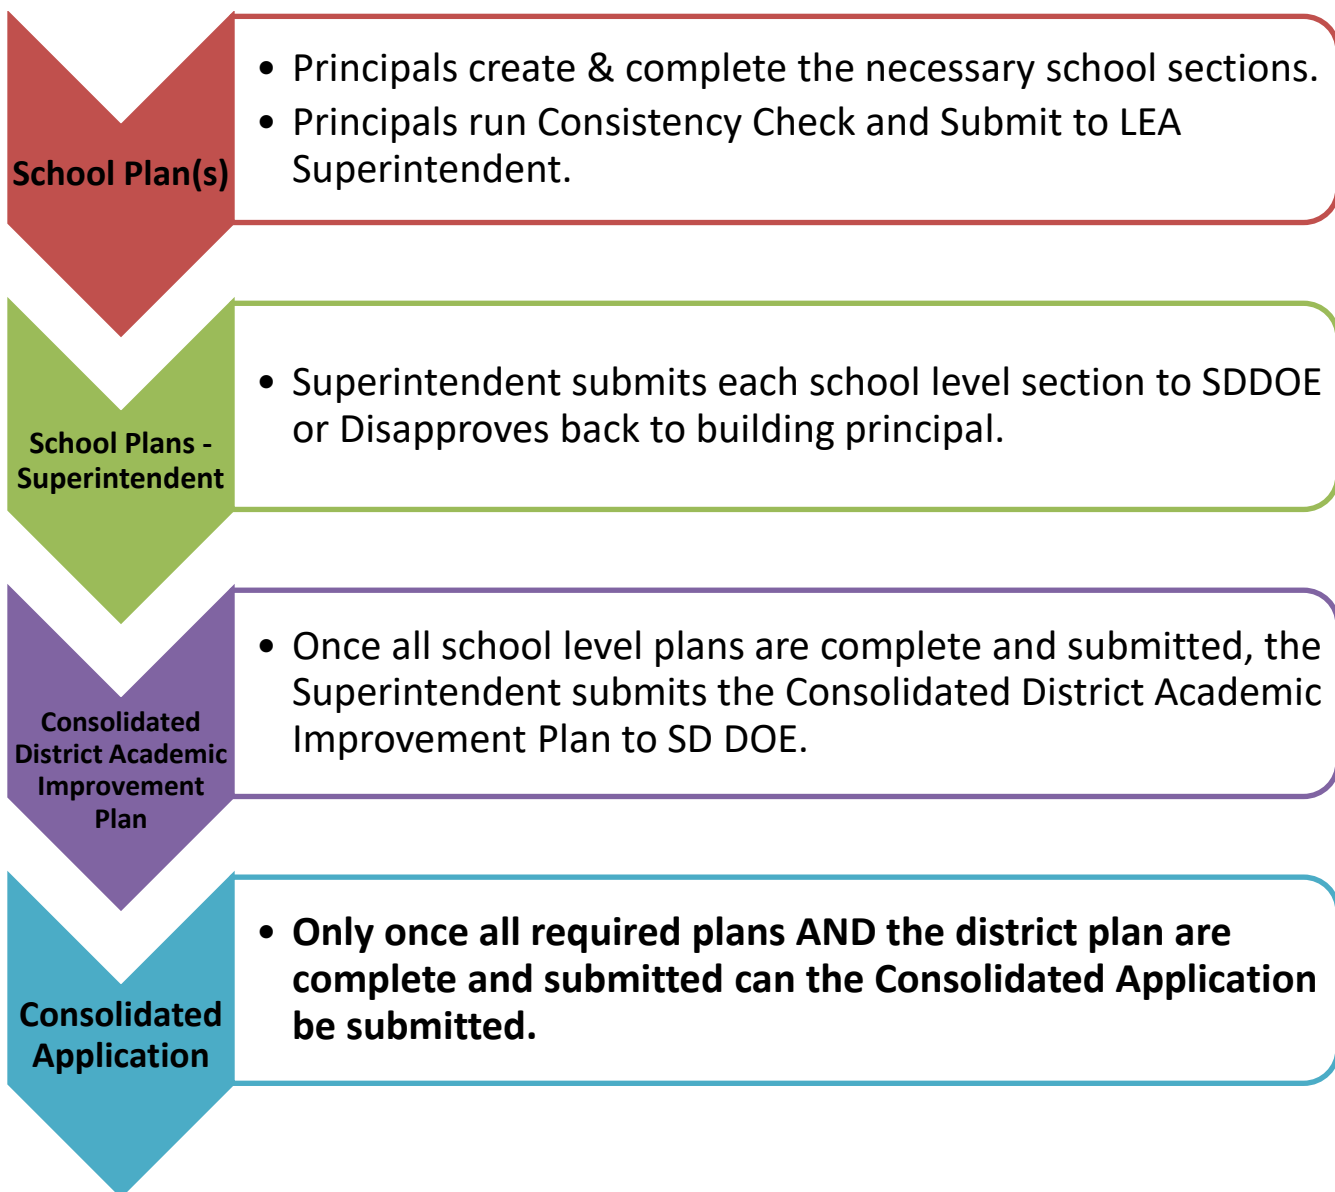 School Plan(s)
• Principals create & complete the necessary school sections.
• Principals run Consistency Check and Submit to LEA
Superintendent.
School Plans -
Superintendent
• Superintendent submits each school level section to SDDOE
or Disapproves back to building principal.
Consolidated
District Academic
Improvement
Plan
• Once all school level plans are complete and submitted, the
Superintendent submits the Consolidated District Academic
Improvement Plan to SD DOE.
Consolidated
Application
• Only once all required plans AND the district plan are
complete and submitted can the Consolidated Application
be submitted.